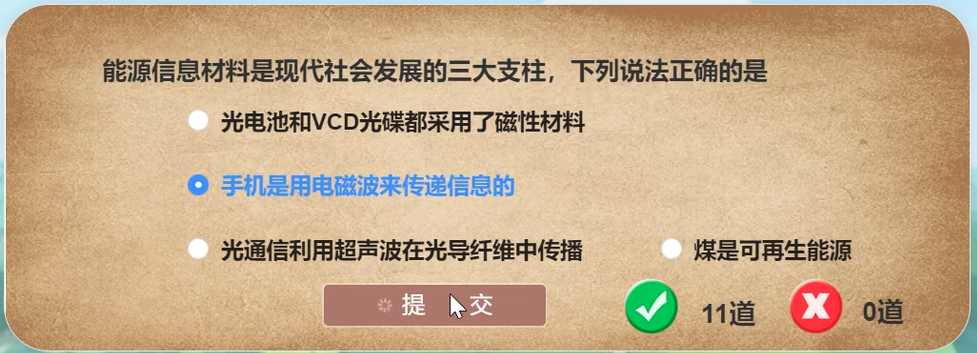 能源信息材料是现代社会发展的三大支柱，下列说法正确的是
光电池和VCD光碟都采用了磁性材料
手机是用电磁波来传递信息的
光通信利用超声波在光导纤维中传播
煤是可再生能源
提 交
11道
0道